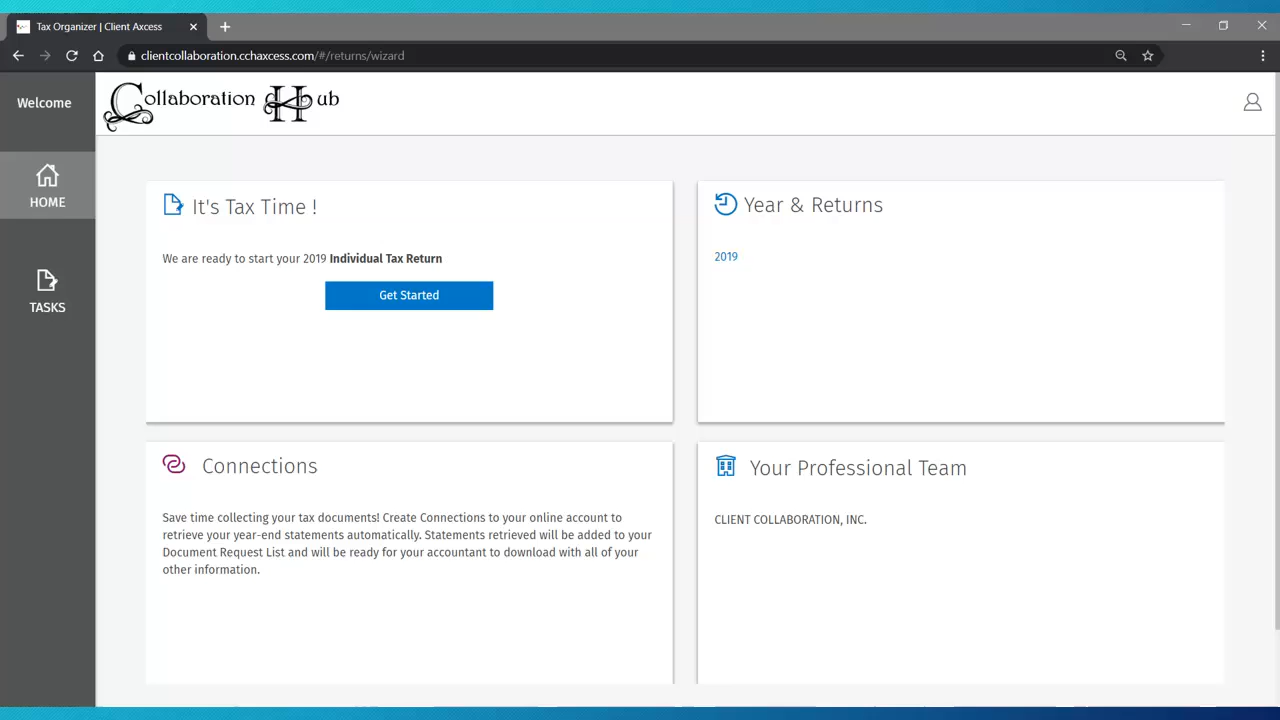 Tax Organizer | Client Axcess
clientcollaboration.cchaxcess.com/#/returns/wizard
Welcome
Collaboration Hub
HOME
TASKS
It's Tax Time !
We are ready to start your 2019 Individual Tax Return
Get Started
Year & Returns
2019
Connections
Save time collecting your tax documents! Create Connections to your online account to
retrieve your year-end statements automatically. Statements retrieved will be added to your
Document Request List and will be ready for your accountant to download with all of your
other information.
Your Professional Team
CLIENT COLLABORATION, INC.